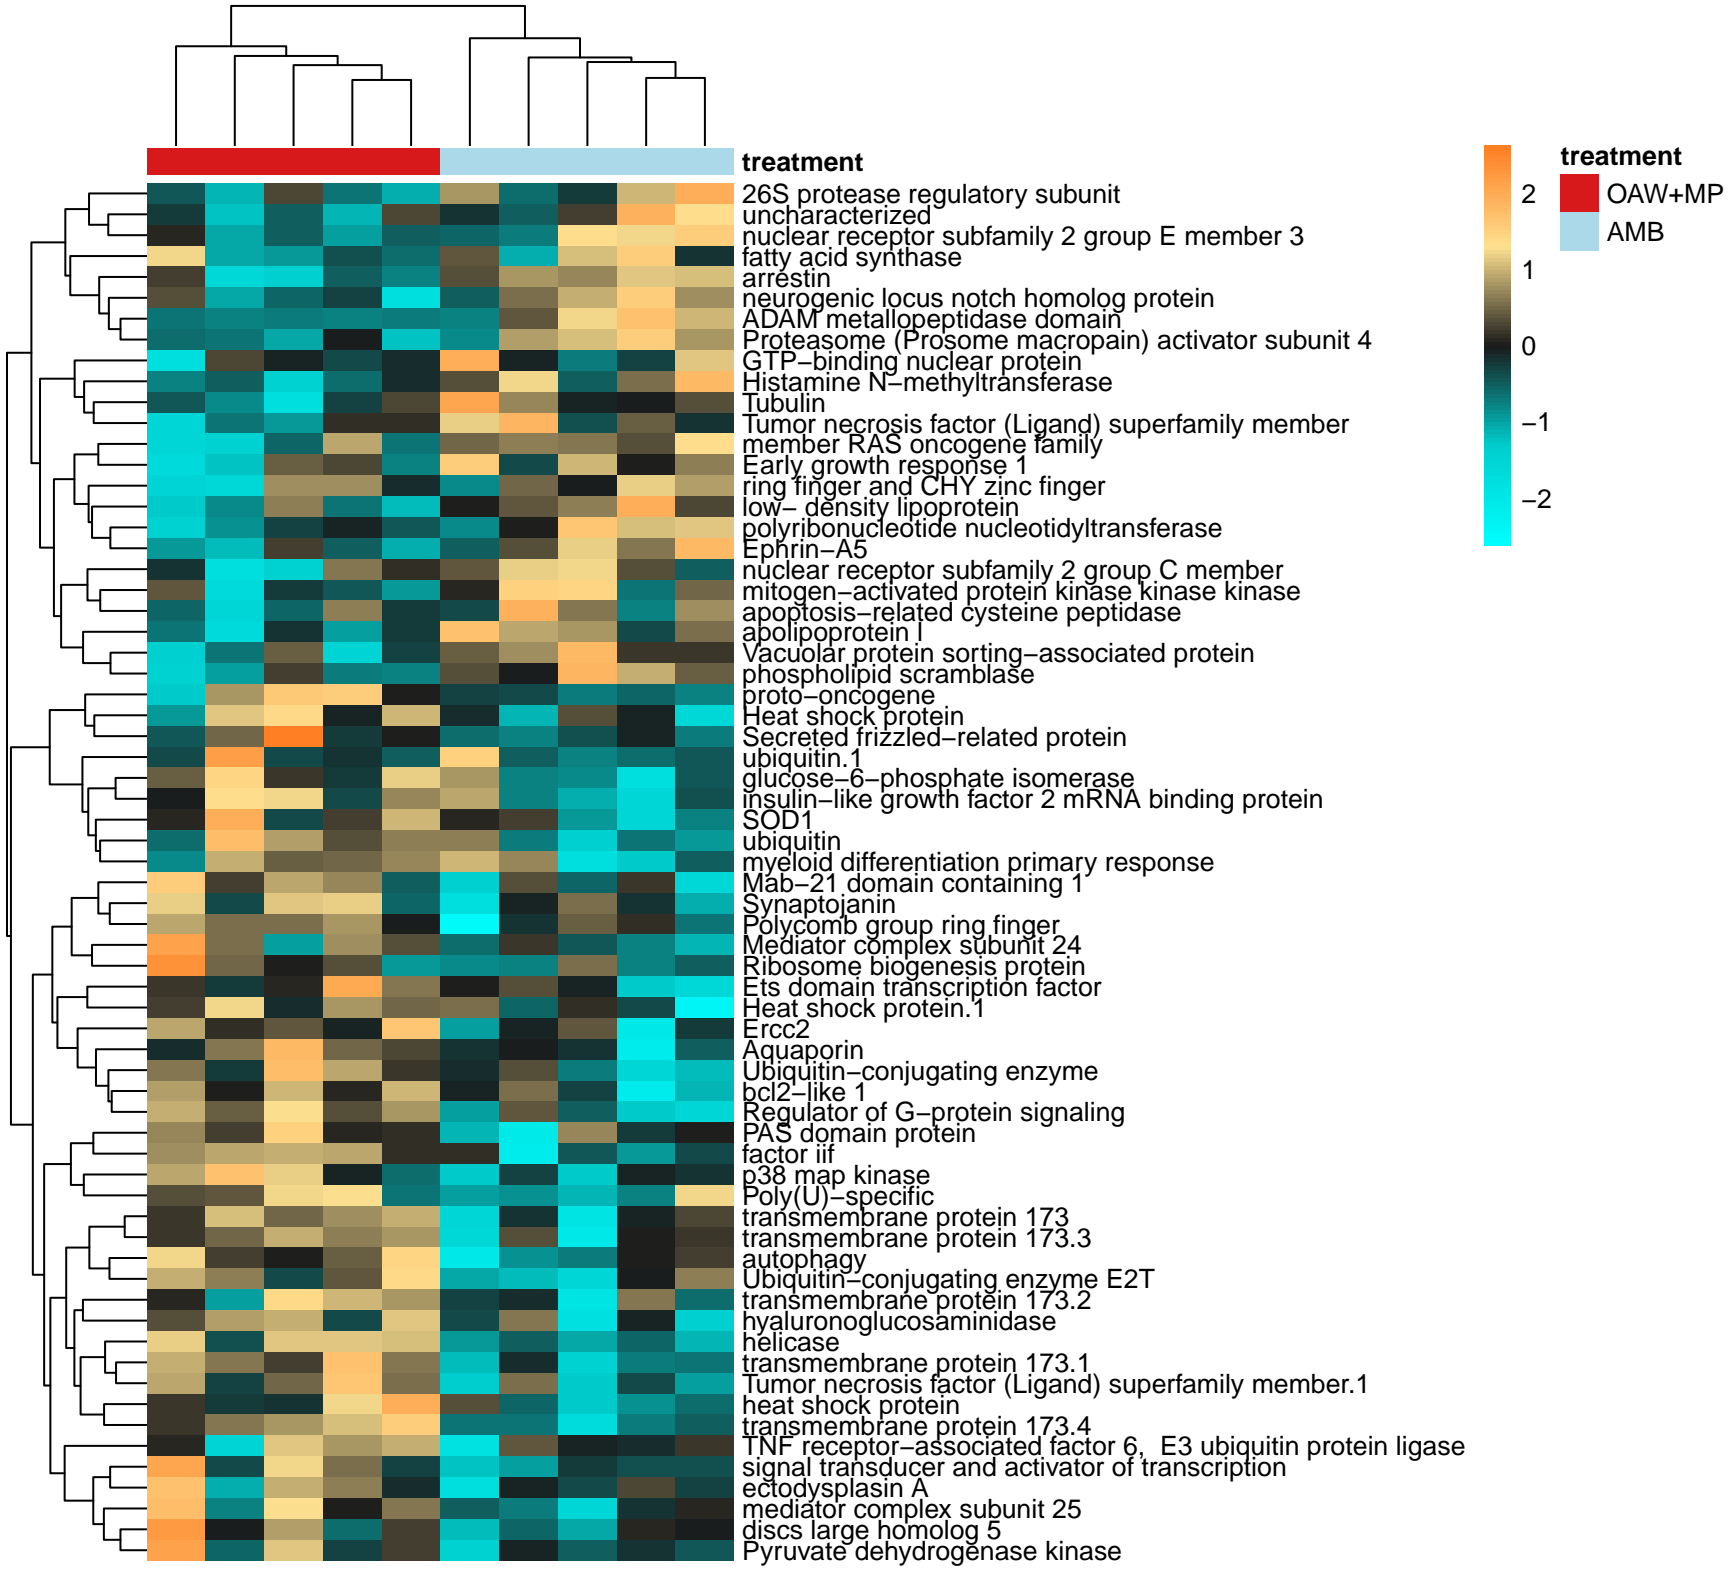 treatment
26S protease regulatory subunit
uncharacterized
nuclear receptor subfamily 2 group E member 3
fatty acid synthase
arrestin
neurogenic locus notch homolog protein
ADAM metallopeptidase domain
Proteasome (Prosome macropain) activator subunit 4
GTP−binding nuclear protein
Histamine N−methyltransferase
Tubulin
Tumor necrosis factor (Ligand) superfamily member
member RAS oncogene family
Early growth response 1
ring finger and CHY zinc finger
low− density lipoprotein
polyribonucleotide nucleotidyltransferase
Ephrin−A5
nuclear receptor subfamily 2 group C member
mitogen−activated protein kinase kinase kinase
apoptosis−related cysteine peptidase
apolipoprotein l
Vacuolar protein sorting−associated protein
phospholipid scramblase
proto−oncogene
Heat shock protein
Secreted frizzled−related protein
ubiquitin.1
glucose−6−phosphate isomerase
insulin−like growth factor 2 mRNA binding protein
SOD1
ubiquitin
myeloid differentiation primary response
Mab−21 domain containing 1
Synaptojanin
Polycomb group ring finger
Mediator complex subunit 24
Ribosome biogenesis protein
Ets domain transcription factor
Heat shock protein.1
Ercc2
Aquaporin
Ubiquitin−conjugating enzyme
bcl2−like 1
Regulator of G−protein signaling
PAS domain protein
factor iif
p38 map kinase
Poly(U)−specific
transmembrane protein 173
transmembrane protein 173.3
autophagy
Ubiquitin−conjugating enzyme E2T
transmembrane protein 173.2
hyaluronoglucosaminidase
helicase
transmembrane protein 173.1
Tumor necrosis factor (Ligand) superfamily member.1
heat shock protein
transmembrane protein 173.4
TNF receptor−associated factor 6,  E3 ubiquitin protein ligase
signal transducer and activator of transcription
ectodysplasin A
mediator complex subunit 25
discs large homolog 5
Pyruvate dehydrogenase kinase
2
1
0
−1
−2
treatment
OAW+MP
AMB